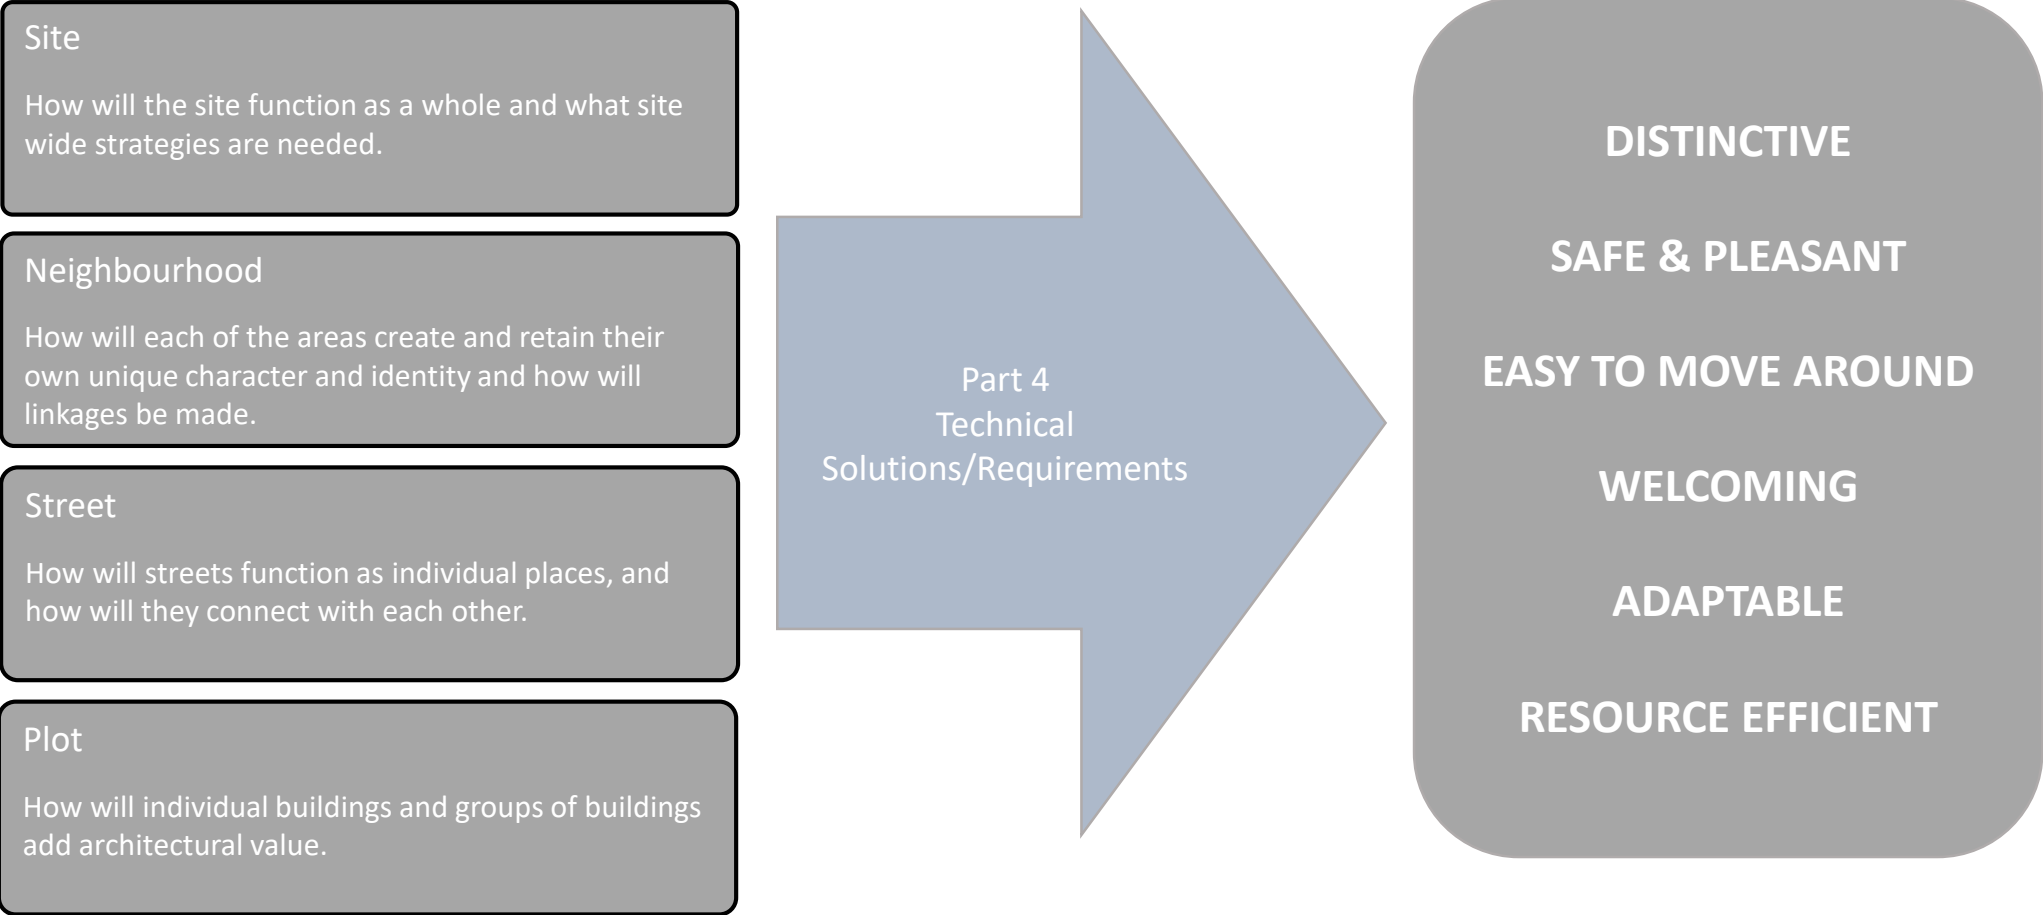 Site
How will the site function as a whole and what site
wide strategies are needed.
Neighbourhood
How will each of the areas create and retain their
own unique character and identity and how will
linkages be made.
Street
How will streets function as individual places, and
how will they connect with each other.
Plot
How will individual buildings and groups of buildings
add architectural value.
Part 4
Technical
Solutions/Requirements
DISTINCTIVE
SAFE & PLEASANT
EASY TO MOVE AROUND
WELCOMING
ADAPTABLE
RESOURCE EFFICIENT